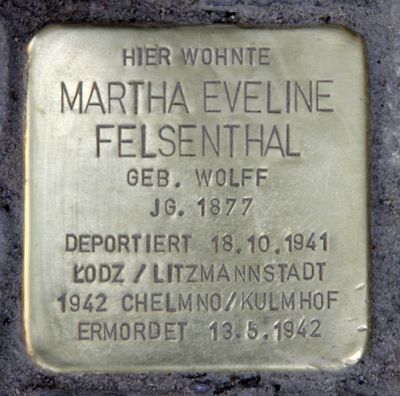 HIER WOHNTE
MARTHA EVELINE
FELSENTHAL
GEB. WOLFF
JG. 1877
DEPORTIERT 18.10.1941
ŁODZ / LITZMANNSTADT
1942 CHELMNO/KULMHOF
ERMORDET 13.5.1942